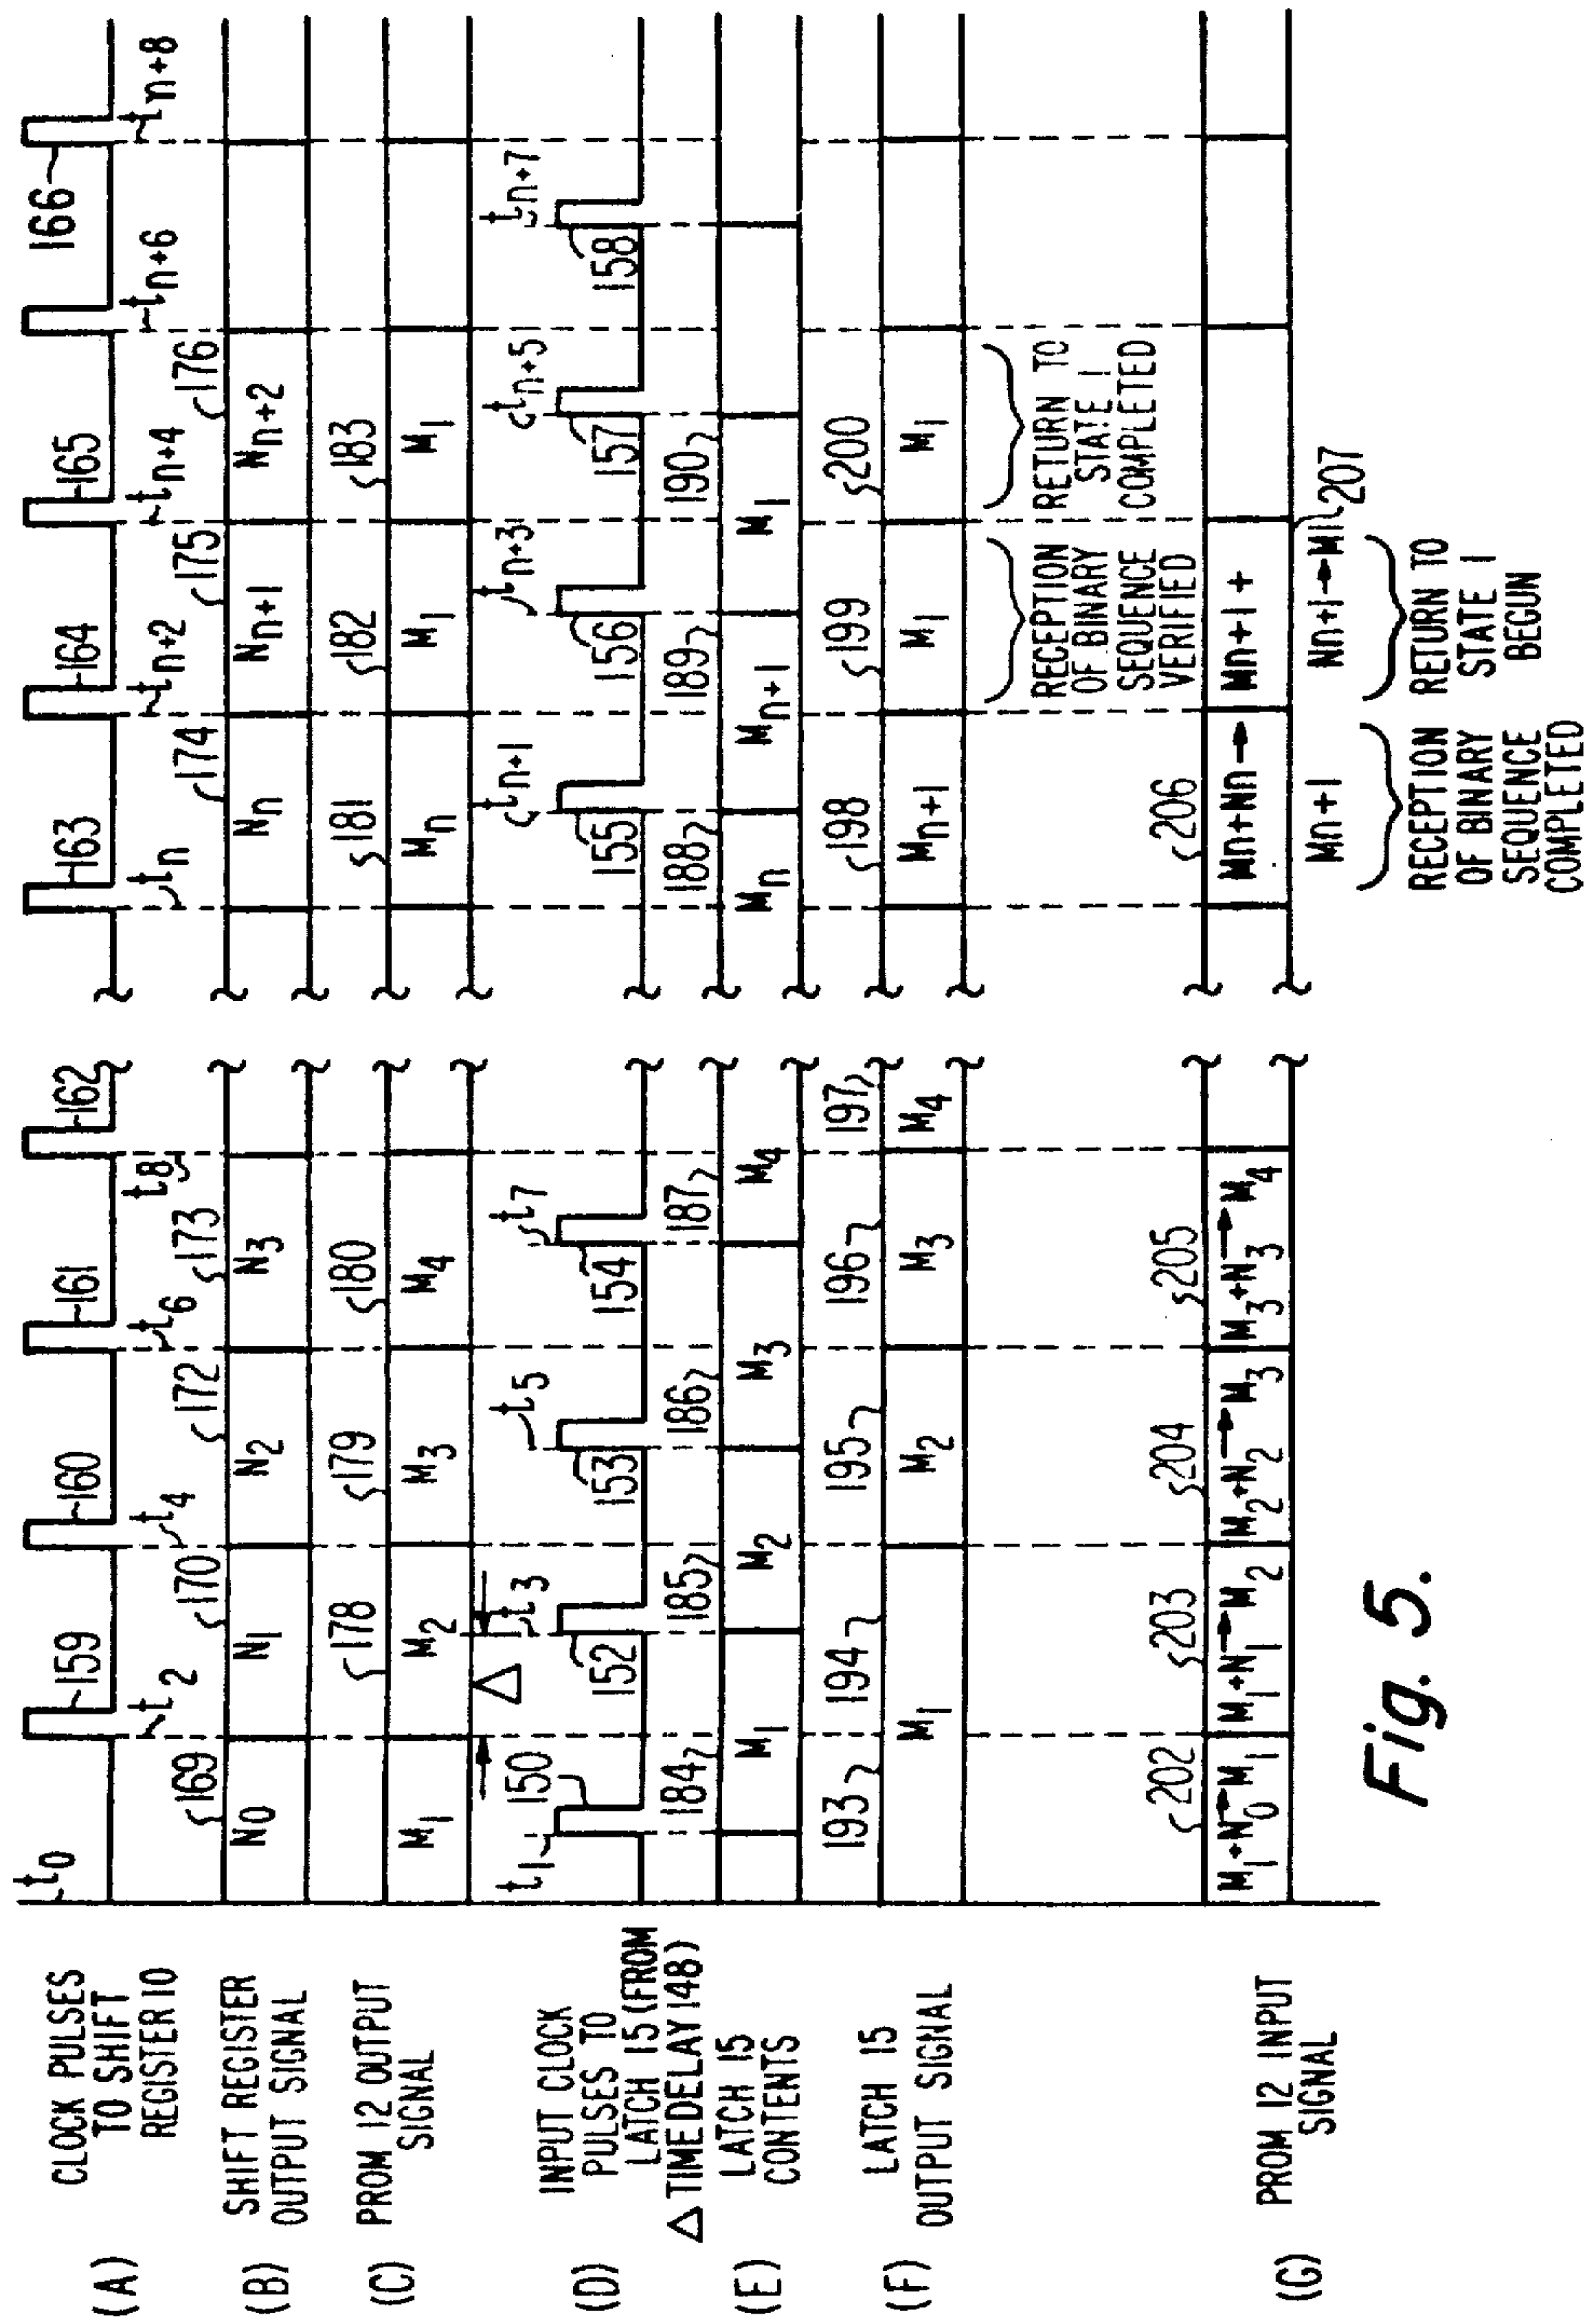 (A) CLOCK PULSES
TO SHIFT
REGISTER 10
t0
t2
159
t4
160
t6
161
t8
162
tn
163
tn+2
164
tn+4
165
tn+6
166
tn+8
(B) SHIFT REGISTER
OUTPUT SIGNAL
169
170
172
173
174
175
176
N0
N1
N2
N3
Nn
Nn+1
Nn+2
(C) PROM 12 OUTPUT
SIGNAL
178
179
180
181
182
183
M1
M2
M3
M4
Mn
M1
M1
(D) INPUT CLOCK
PULSES TO
LATCH 15 (FROM
Δ TIME DELAY 148)
t1
150
Δ
152
t3
153
t5
154
t7
155
tn+1
156
tn+3
157
tn+5
158
tn+7
(E) LATCH 15
CONTENTS
184
185
186
187
188
189
190
M1
M2
M3
M4
Mn
Mn+1
M1
(F) LATCH 15
OUTPUT SIGNAL
193
194
195
196
197
198
199
200
M1
M2
M3
M4
Mn+1
M1
M1
RECEPTION
OF BINARY
SEQUENCE
VERIFIED
RETURN TO
STATE 1
COMPLETED
(G) PROM 12 INPUT
SIGNAL
202
203
204
205
206
M1+N0→M1
M1+N1→M2
M2+N2→M3
M3+N3→M4
Mn+Nn→
Mn+1
Mn+1+
Nn+1→M1
207
RECEPTION
OF BINARY
SEQUENCE
COMPLETED
RETURN TO
STATE 1
BEGUN
Fig. 5.